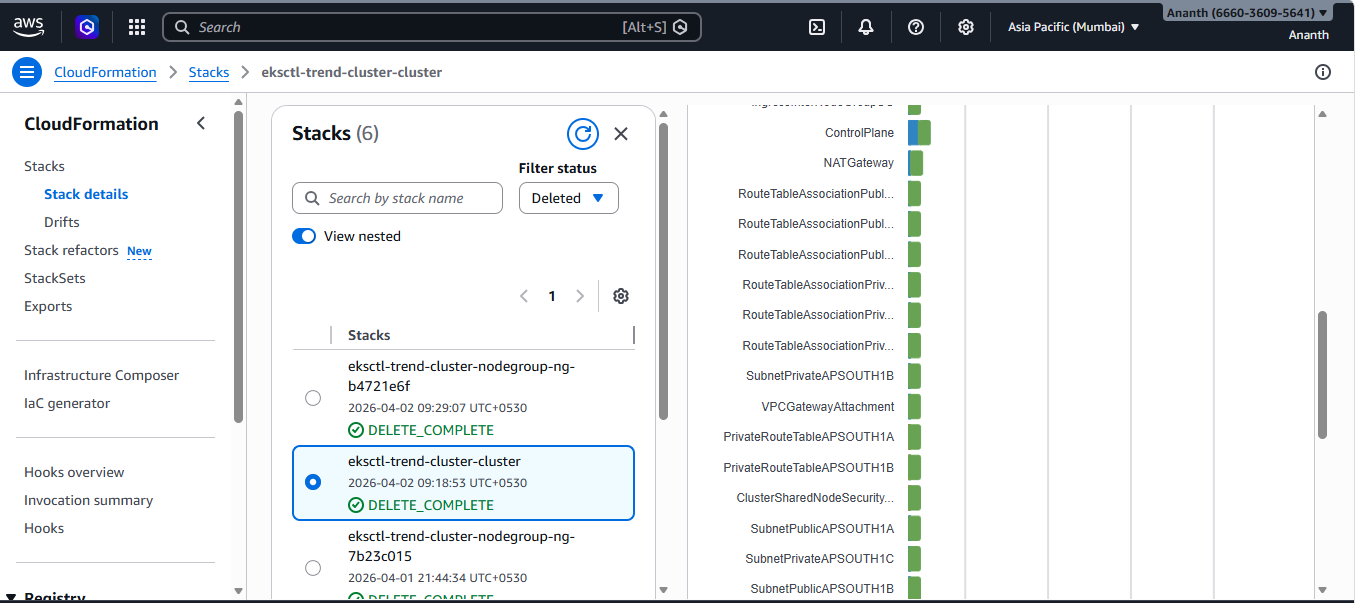 aws
Search
[Alt+S]
Asia Pacific (Mumbai) ▼
Ananth (6660-3609-5641) ▼
Ananth
CloudFormation > Stacks > eksctl-trend-cluster-cluster
CloudFormation
Stacks
Stack details
Drifts
Stack refactors New
StackSets
Exports
Infrastructure Composer
IaC generator
Hooks overview
Invocation summary
Hooks
Registry
Stacks (6)
Filter status
Search by stack name
Deleted
View nested
1
Stacks
eksctl-trend-cluster-nodegroup-ng-
b4721e6f
2026-04-02 09:29:07 UTC+0530
DELETE_COMPLETE
eksctl-trend-cluster-cluster
2026-04-02 09:18:53 UTC+0530
DELETE_COMPLETE
eksctl-trend-cluster-nodegroup-ng-
7b23c015
2026-04-01 21:44:34 UTC+0530
DELETE_COMPLETE
ControlPlane
NATGateway
RouteTableAssociationPubl...
RouteTableAssociationPubl...
RouteTableAssociationPubl...
RouteTableAssociationPriv...
RouteTableAssociationPriv...
RouteTableAssociationPriv...
SubnetPrivateAPSOUTH1B
VPCGatewayAttachment
PrivateRouteTableAPSOUTH1A
PrivateRouteTableAPSOUTH1B
ClusterSharedNodeSecurity...
SubnetPublicAPSOUTH1A
SubnetPrivateAPSOUTH1C
SubnetPublicAPSOUTH1B